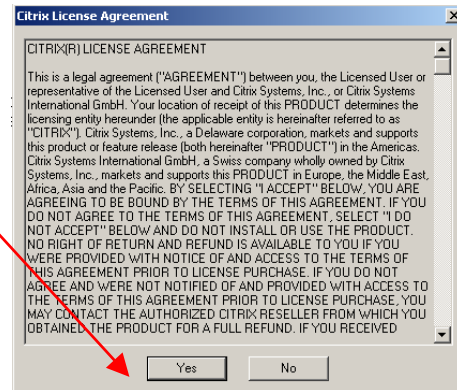 Citrix License Agreement
CITRIX(R) LICENSE AGREEMENT
This is a legal agreement ("AGREEMENT") between you, the Licensed User or
representative of the Licensed User and Citrix Systems, Inc., or Citrix Systems
International GmbH. Your location of receipt of this PRODUCT determines the
licensing entity hereunder (the applicable entity is hereinafter referred to as
"CITRIX"). Citrix Systems, Inc., a Delaware corporation, markets and supports
this product or feature release (both hereinafter "PRODUCT") in the Americas.
Citrix Systems International GmbH, a Swiss company wholly owned by Citrix
Systems, Inc., markets and supports this PRODUCT in Europe, the Middle East,
Africa, Asia and the Pacific. BY SELECTING "I ACCEPT" BELOW, YOU ARE
AGREEING TO BE BOUND BY THE TERMS OF THIS AGREEMENT. IF YOU
DO NOT AGREE TO THE TERMS OF THIS AGREEMENT, SELECT "I DO
NOT ACCEPT" BELOW AND DO NOT INSTALL OR USE THE PRODUCT.
NO RIGHT OF RETURN AND REFUND IS AVAILABLE TO YOU IF YOU
WERE PROVIDED WITH NOTICE OF AND ACCESS TO THE TERMS OF
THIS AGREEMENT PRIOR TO LICENSE PURCHASE. IF YOU DO NOT
AGREE AND WERE NOT NOTIFIED OF AND PROVIDED WITH ACCESS TO
THE TERMS OF THIS AGREEMENT PRIOR TO LICENSE PURCHASE, YOU
MAY CONTACT THE AUTHORIZED CITRIX RESELLER FROM WHICH YOU
OBTAINED THE PRODUCT FOR A FULL REFUND. IF YOU RECEIVED
Yes No